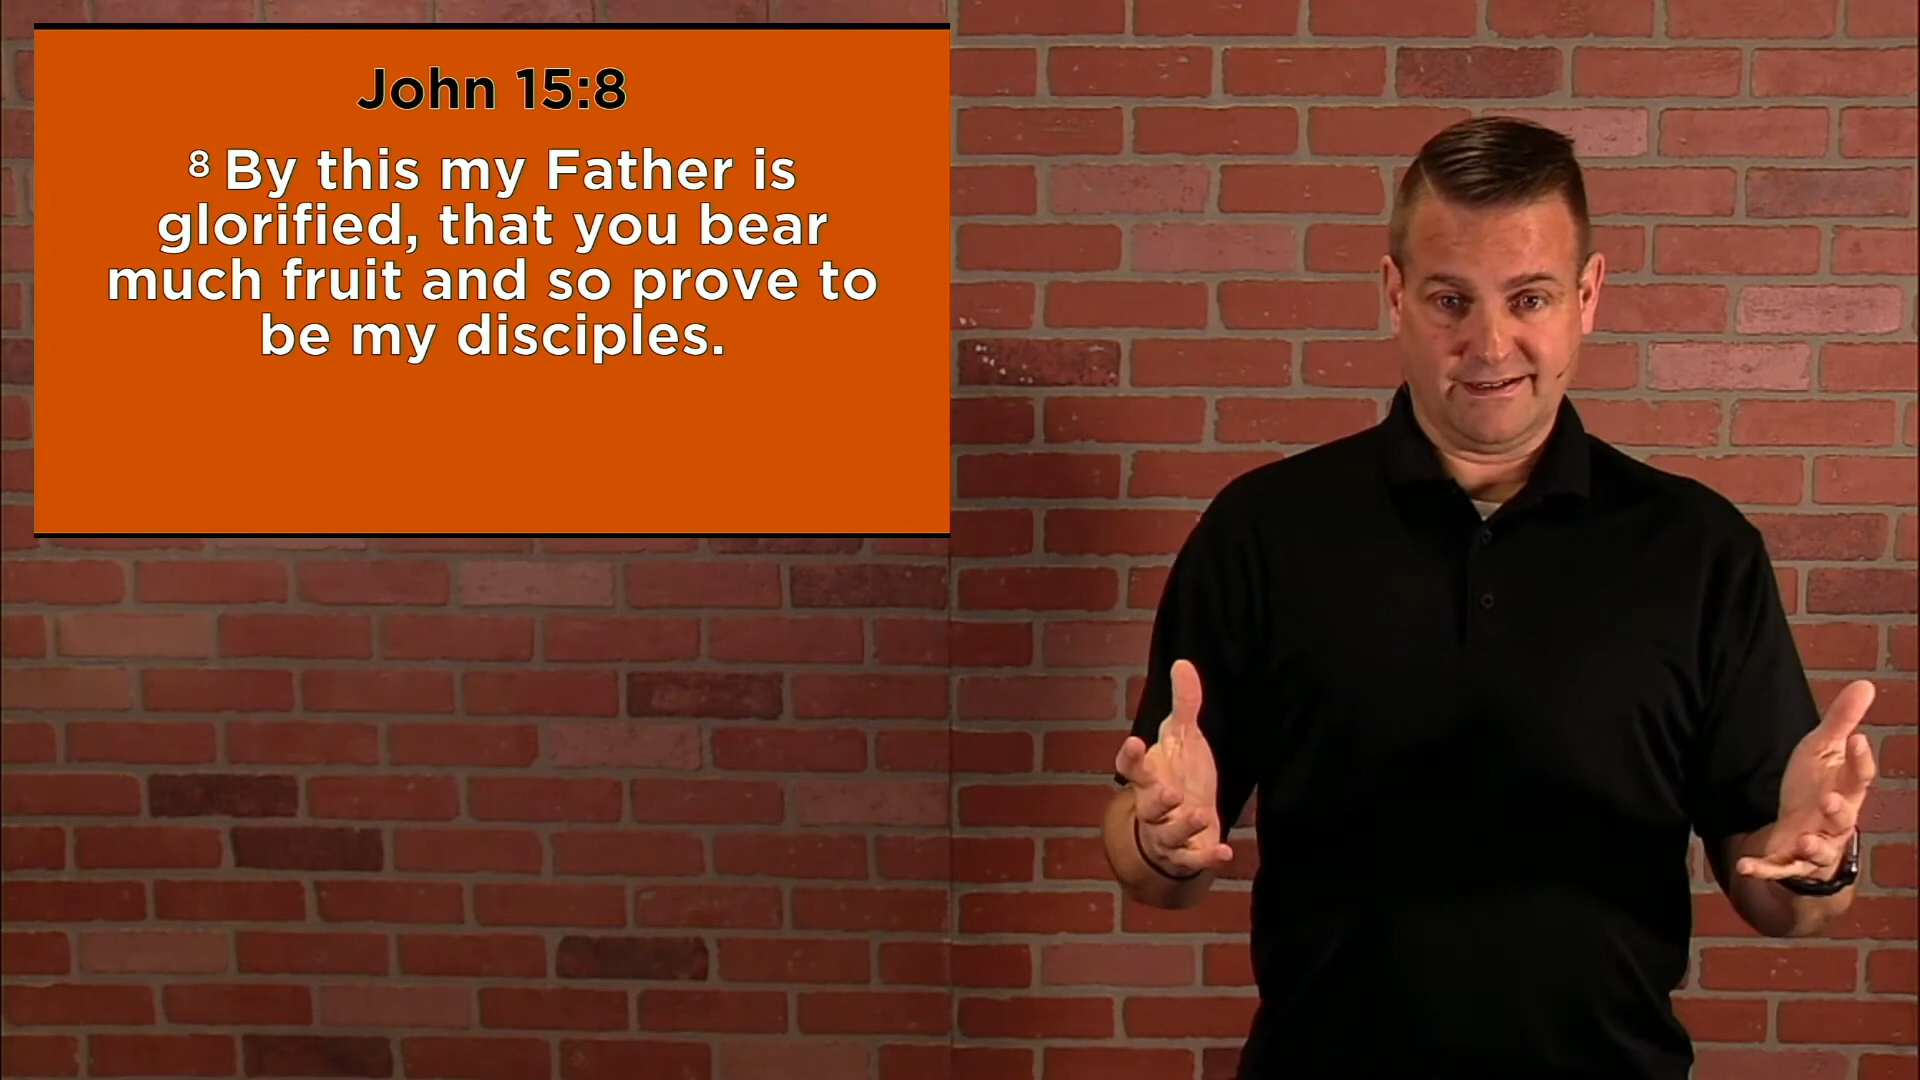 John 15:8
8 By this my Father is
glorified, that you bear
much fruit and so prove to
be my disciples.